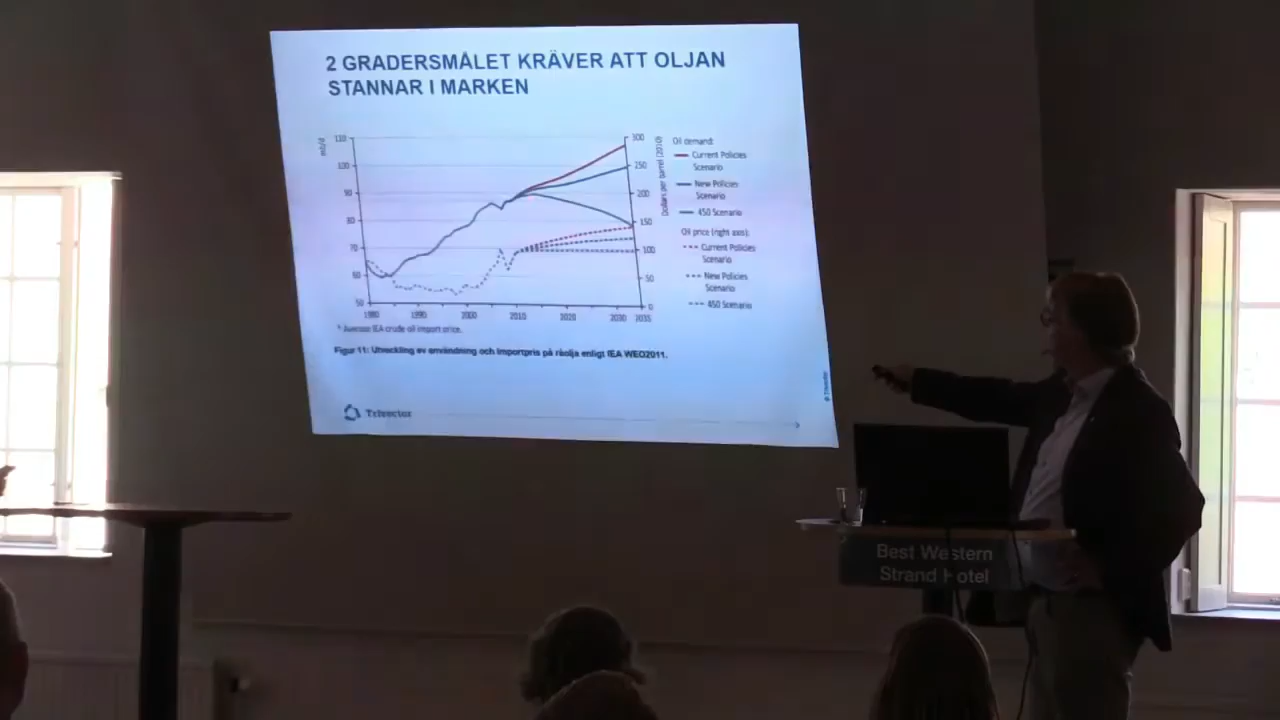 2 GRADERSMÅLET KRÄVER ATT OLJAN
STANNAR I MARKEN
mb/d
110
100
90
80
70
60
50
1980
1990
2000
2010
2020
2030
2035
300
250
200
150
100
50
0
Dollars per barrel (2010)
Oil demand:
Current Policies
Scenario
New Policies
Scenario
450 Scenario
Oil price (right axis):
Current Policies
Scenario
New Policies
Scenario
450 Scenario
* Average IEA crude oil import price.
Figur 11: Utveckling av användning och importpris på råolja enligt IEA WEO2011.
Trivector
© Trivector
Best Western
Strand Hotel